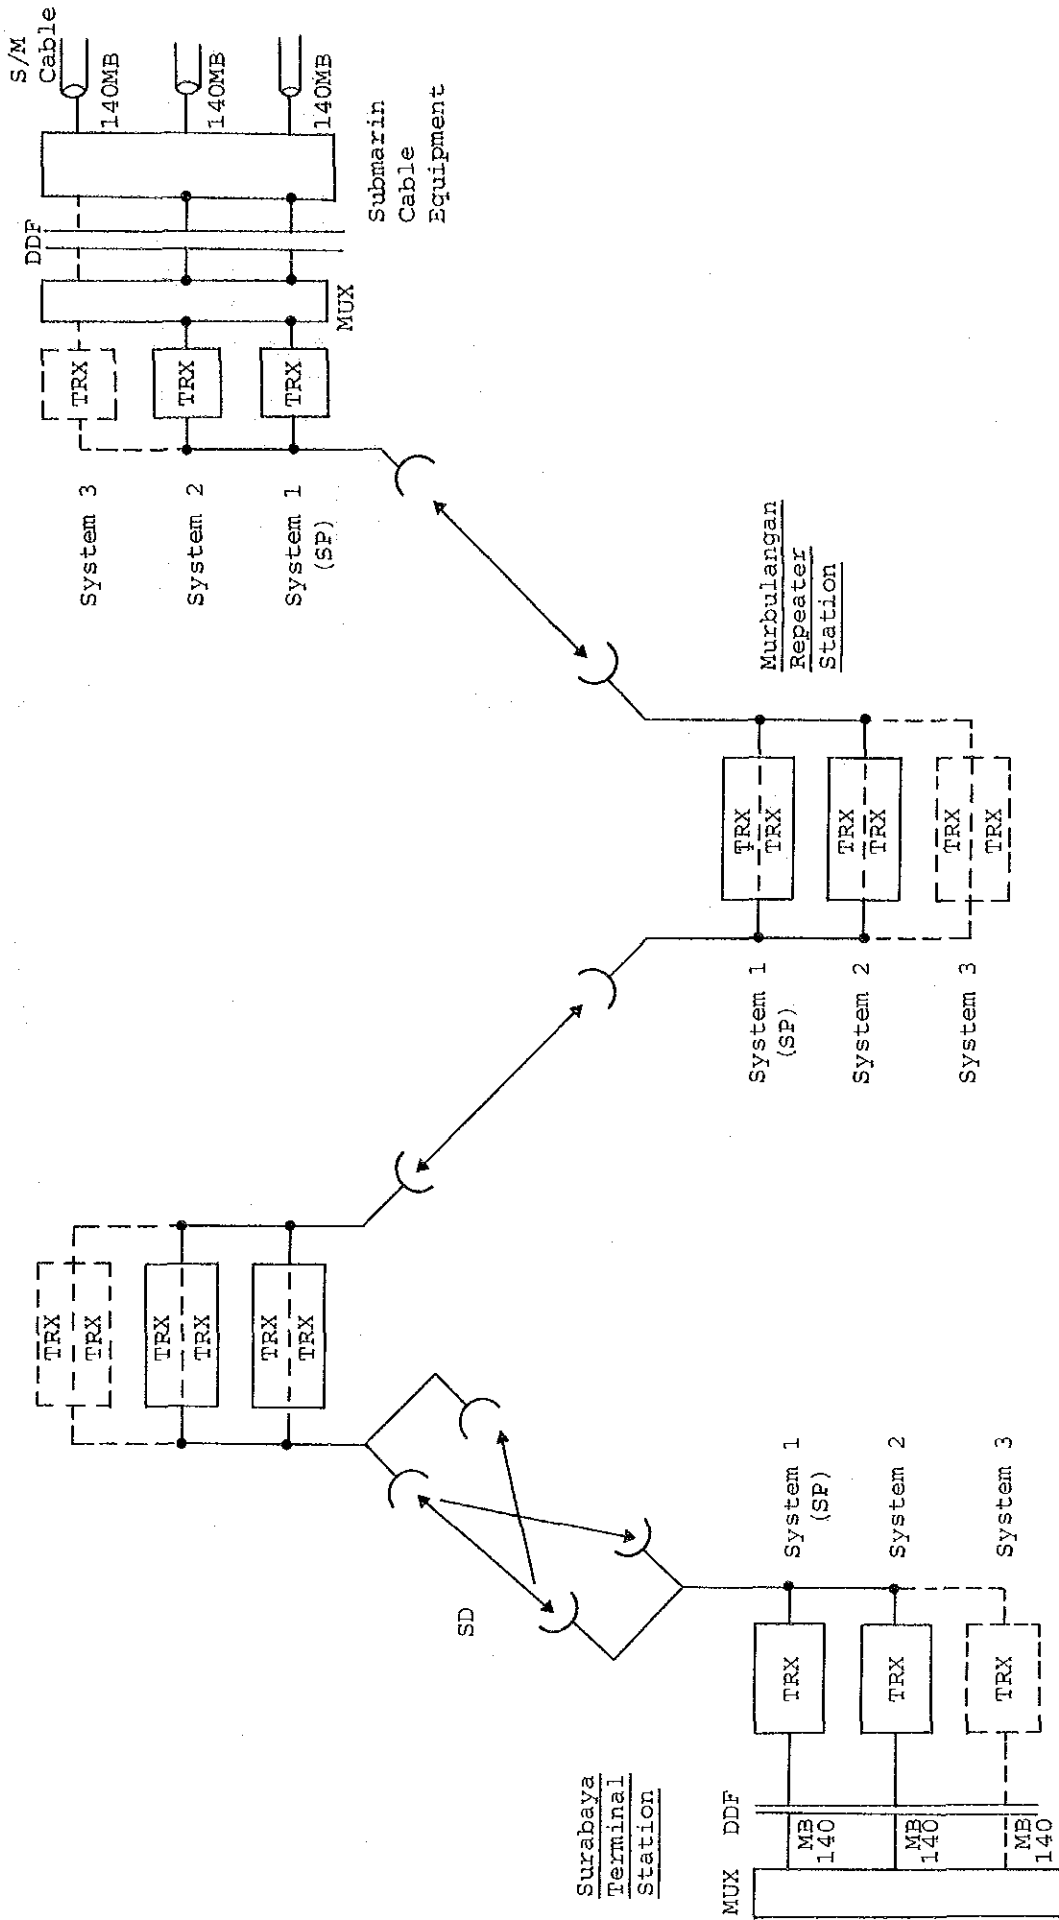 S/M
Cable
140MB
140MB
140MB
Submarin
Cable
Equipment
DDF
MUX
TRX
TRX
TRX
System 3
System 2
System 1
(SP)
Murbulangan
Repeater
Station
TRX
TRX
TRX
TRX
TRX
TRX
System 1
(SP)
System 2
System 3
TRX
TRX
TRX
TRX
TRX
TRX
SD
System 1
(SP)
System 2
System 3
TRX
TRX
TRX
Surabaya
Terminal
Station
DDF
MUX
MB
140
MB
140
MB
140